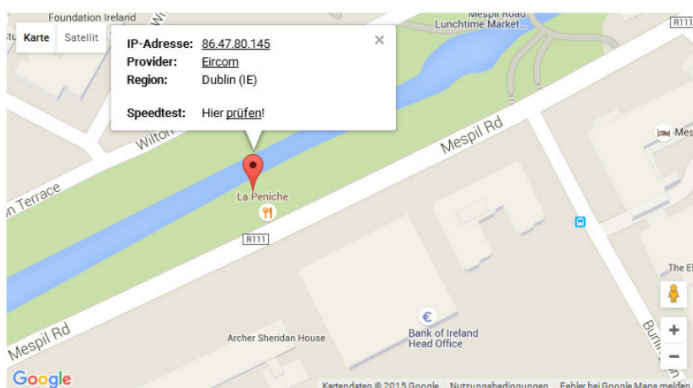 Foundation Ireland
Mespil Road
Lunchtime Market...
R111
Karte Satellit
IP-Adresse: 86.47.80.145
Provider: Eircom
Region: Dublin (IE)
Speedtest: Hier prüfen!
Wilton
Mespil Rd
Mes
Terrace
La Peniche
R111
The El
Mespil Rd
Archer Sheridan House
€
Bank of Ireland
Head Office
+
−
Google
Kartendaten © 2015 Google Nutzungsbedingungen Fehler bei Google Maps melden